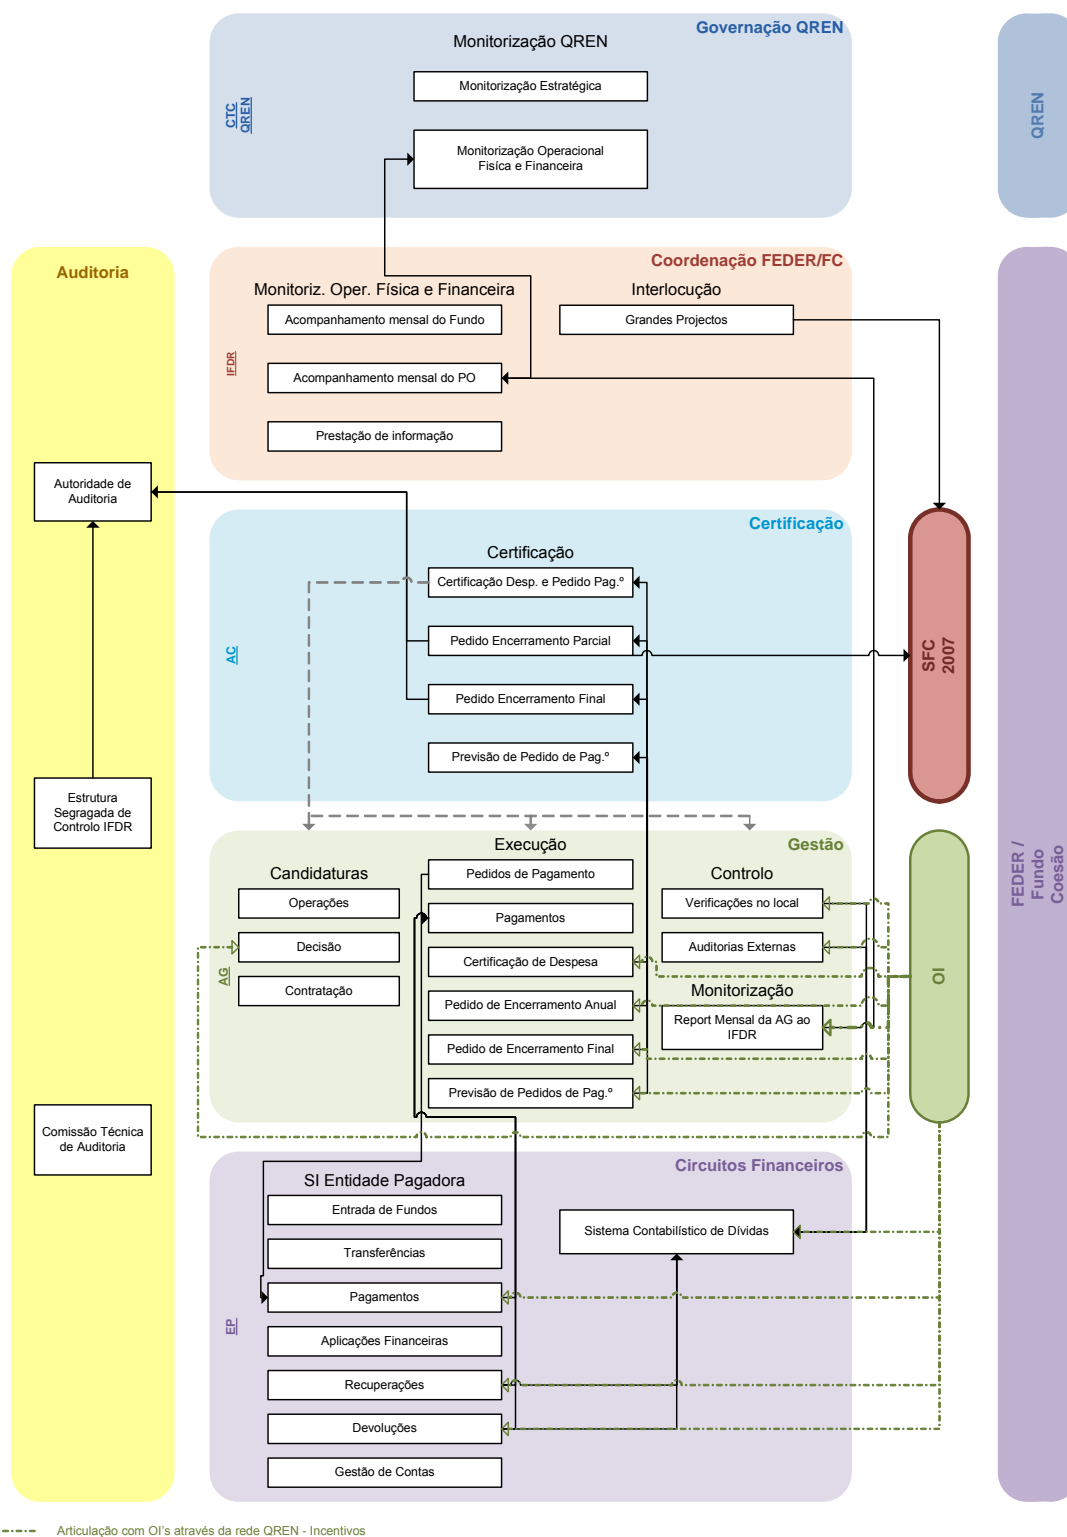 Governação QREN
Monitorização QREN
Monitorização Estratégica
CTC
QREN
Monitorização Operacional
Fisíca e Financeira
QREN
Auditoria
Coordenação FEDER/FC
Monitoriz. Oper. Física e Financeira
Interlocução
Acompanhamento mensal do Fundo
Grandes Projectos
IFDR
Acompanhamento mensal do PO
Prestação de informação
Autoridade de
Auditoria
Certificação
Certificação
Certificação Desp. e Pedido Pag.º
Pedido Encerramento Parcial
AC
Pedido Encerramento Final
Previsão de Pedido de Pag.º
SFC
2007
Estrutura
Segragada de
Controlo IFDR
Gestão
Execução
Candidaturas
Pedidos de Pagamento
Controlo
Operações
Verificações no local
Pagamentos
Decisão
Auditorias Externas
AG
Certificação de Despesa
Contratação
Monitorização
Pedido de Encerramento Anual
Report Mensal da AG ao
IFDR
Pedido de Encerramento Final
Previsão de Pedidos de Pag.º
OI
FEDER /
Fundo
Coesão
Comissão Técnica
de Auditoria
Circuitos Financeiros
SI Entidade Pagadora
Entrada de Fundos
Sistema Contabilístico de Dívidas
Transferências
Pagamentos
EP
Aplicações Financeiras
Recuperações
Devoluções
Gestão de Contas
Articulação com OI's através da rede QREN - Incentivos